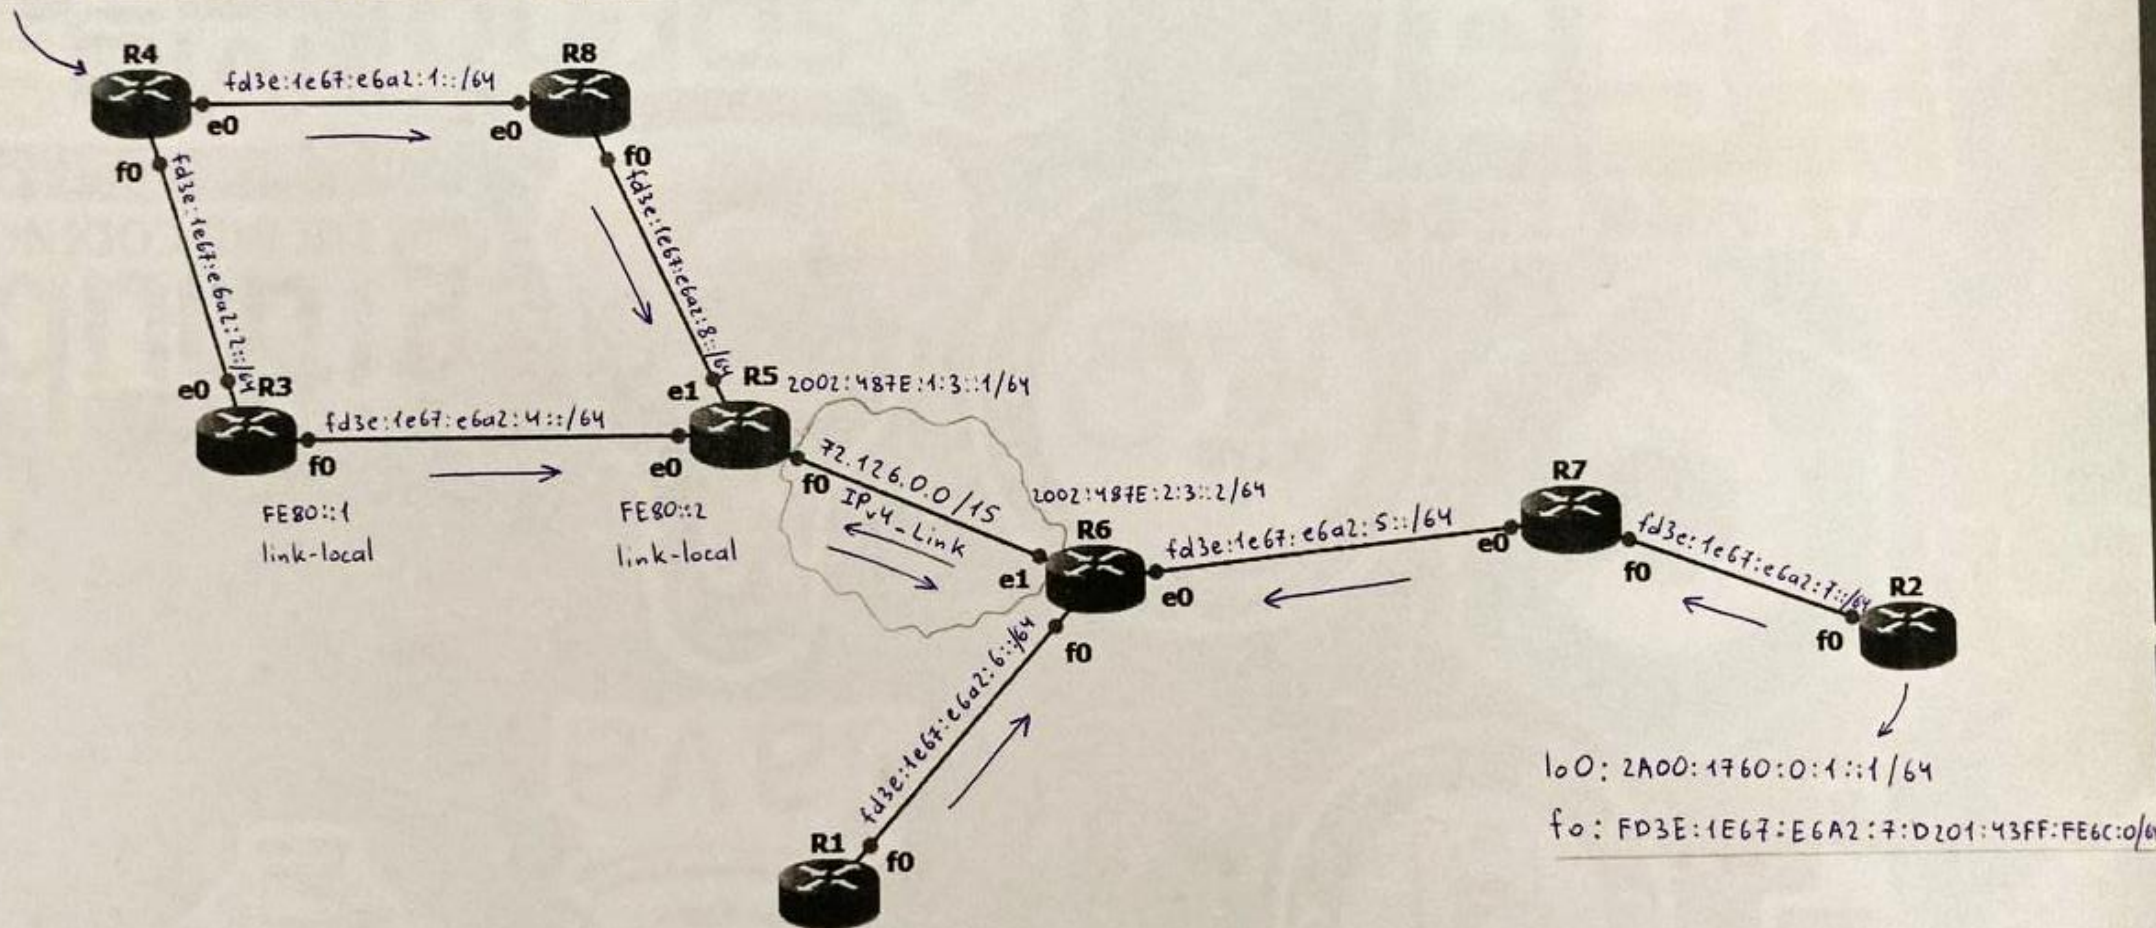 R4
R8
fd3e:1e67:e6a2:1::/64
e0
e0
f0
f0
fd3e:1e67:e6a2:2::/64
fd3e:1e67:e6a2:8::/64
e0
R3
e1
R5
2002:487E:1:3::1/64
fd3e:1e67:e6a2:4::/64
f0
e0
f0
72.126.0.0/15
IPv4-Link
FE80::1
link-local
FE80::2
link-local
2002:487E:2:3::2/64
R6
e1
e0
f0
fd3e:1e67:e6a2:5::/64
R7
e0
f0
fd3e:1e67:e6a2:7::/64
R2
f0
fd3e:1e67:e6a2:6::/64
R1
f0
lo0: 2A00:1760:0:1::1/64
f0: FD3E:1E67:E6A2:7:D201:43FF:FE6C:0/64